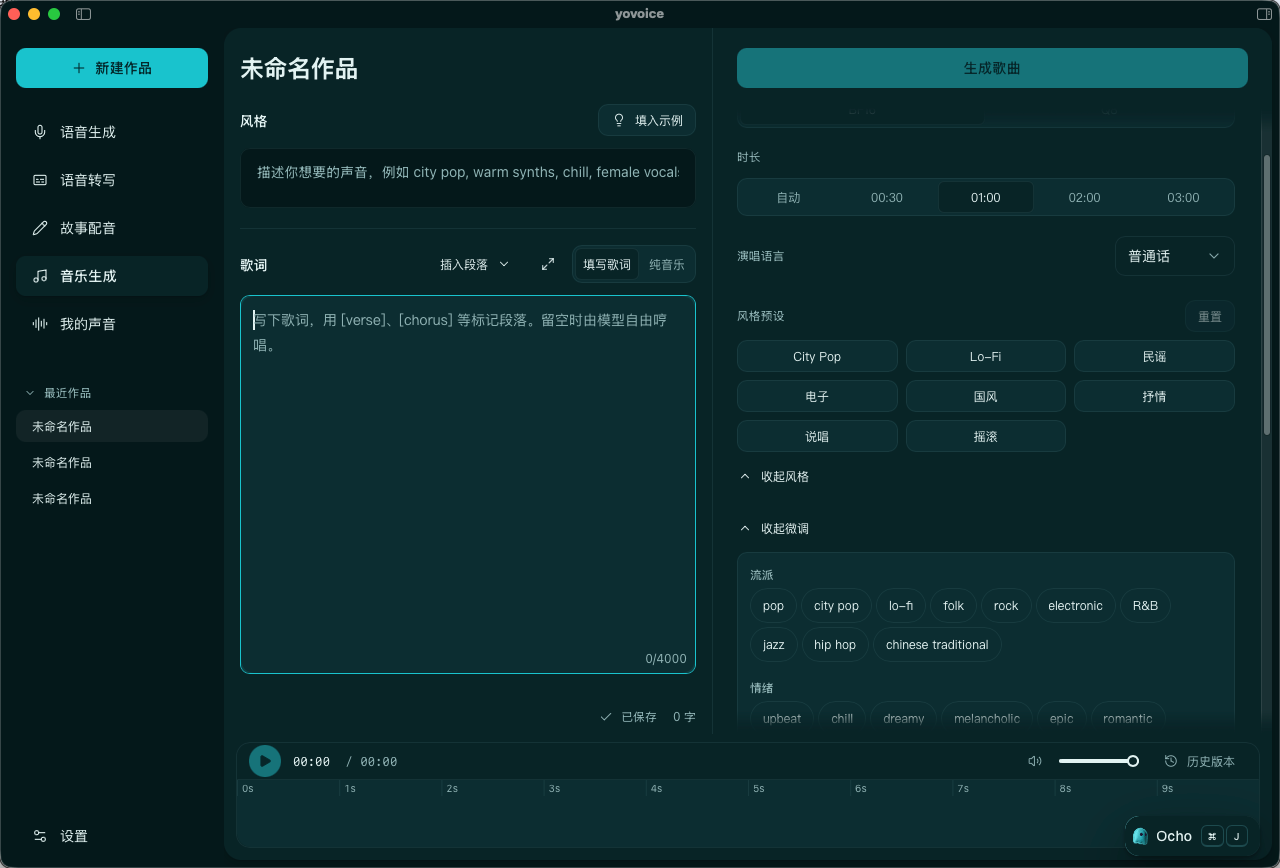 yovoice
新建作品
语音生成
语音转写
故事配音
音乐生成
我的声音
最近作品
未命名作品
未命名作品
未命名作品
设置
未命名作品
风格
填入示例
描述你想要的声音，例如 city pop, warm synths, chill, female vocals
歌词
插入段落
填写歌词
纯音乐
写下歌词，用 [verse]、[chorus] 等标记段落。留空时由模型自由哼
唱。
0/4000
已保存 0 字
生成歌曲
时长
自动 00:30 01:00 02:00 03:00
演唱语言
普通话
风格预设
重置
City Pop Lo-Fi 民谣
电子 国风 抒情
说唱 摇滚
收起风格
收起微调
流派
pop city pop lo-fi folk rock electronic R&B
jazz hip hop chinese traditional
情绪
upbeat chill dreamy melancholic epic romantic
00:00 / 00:00
历史版本
0s 1s 2s 3s 4s 5s 6s 7s 8s 9s
Ocho ⌘ J